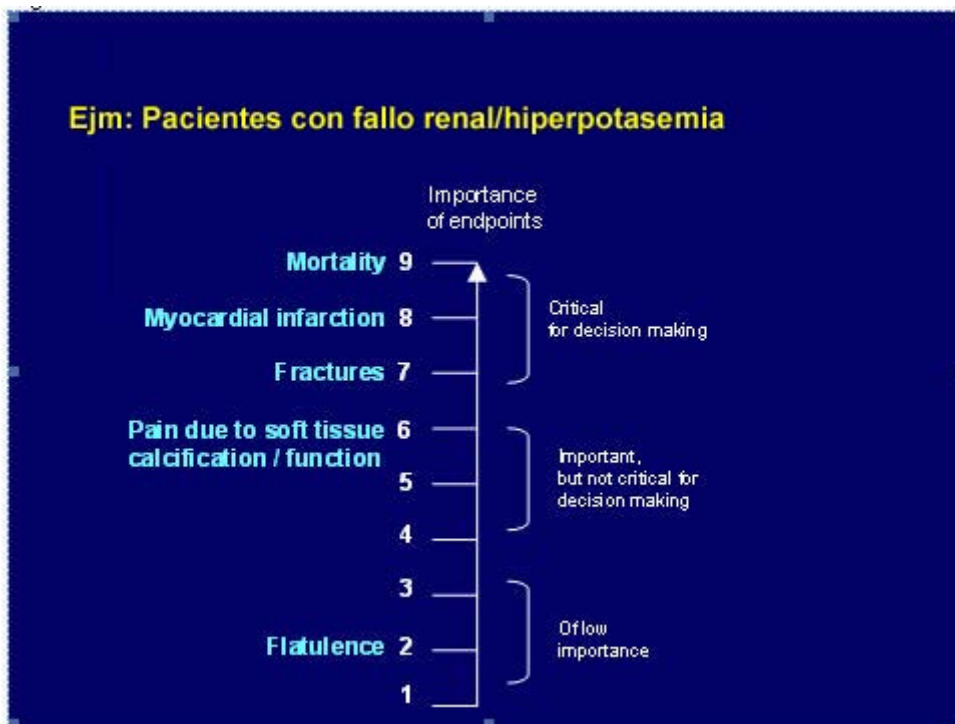 Ejm: Pacientes con fallo renal/hiperpotasemia
Importance
of endpoints
Mortality 9
Myocardial infarction 8
Critical
for decision making
Fractures 7
Pain due to soft tissue 6
calcification / function
Important,
but not critical for
decision making
5
4
3
Of low
importance
Flatulence 2
1